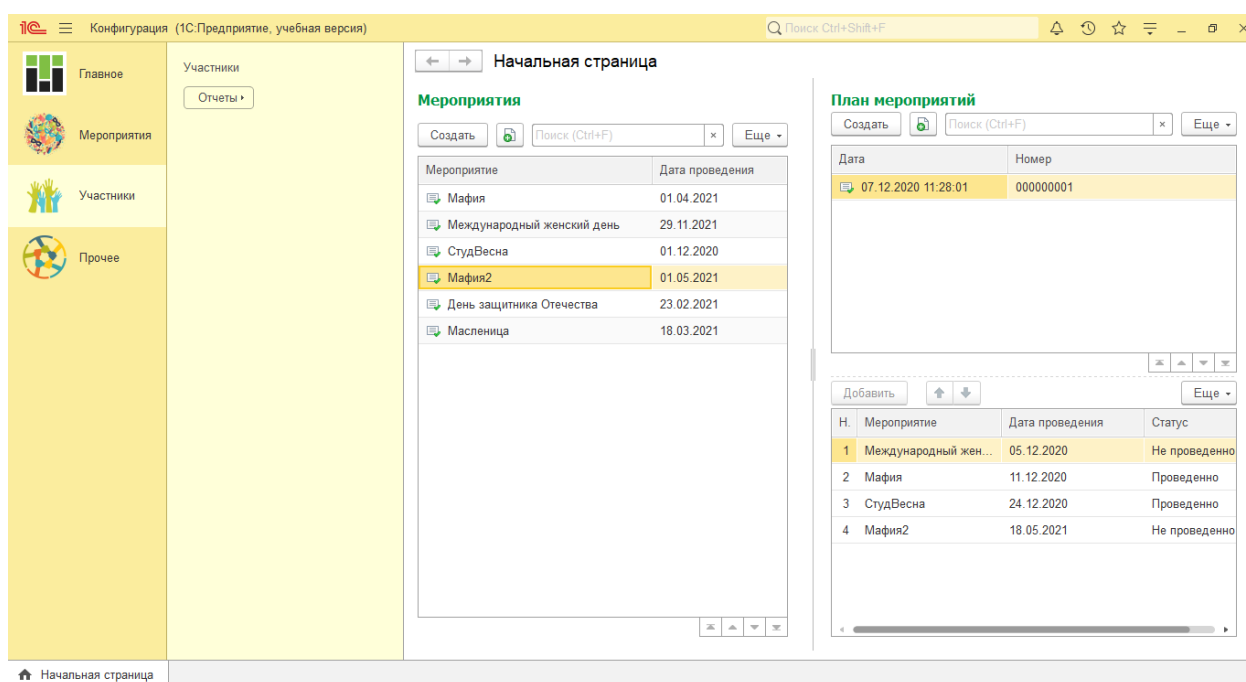 1С Конфигурация (1С:Предприятие, учебная версия) Поиск Ctrl+Shift+F
Главное
Мероприятия
Участники
Прочее
Участники
Отчеты
Начальная страница
Мероприятия
Создать Поиск (Ctrl+F) × Еще
Мероприятие Дата проведения
Мафия 01.04.2021
Международный женский день 29.11.2021
СтудВесна 01.12.2020
Мафия2 01.05.2021
День защитника Отечества 23.02.2021
Масленица 18.03.2021
План мероприятий
Создать Поиск (Ctrl+F) × Еще
Дата Номер
07.12.2020 11:28:01 000000001
Добавить Еще
Н. Мероприятие Дата проведения Статус
1 Международный жен... 05.12.2020 Не проведенно
2 Мафия 11.12.2020 Проведенно
3 СтудВесна 24.12.2020 Проведенно
4 Мафия2 18.05.2021 Не проведенно
Начальная страница